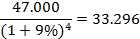 47.000
(1 + 9%)⁴ = 33.296